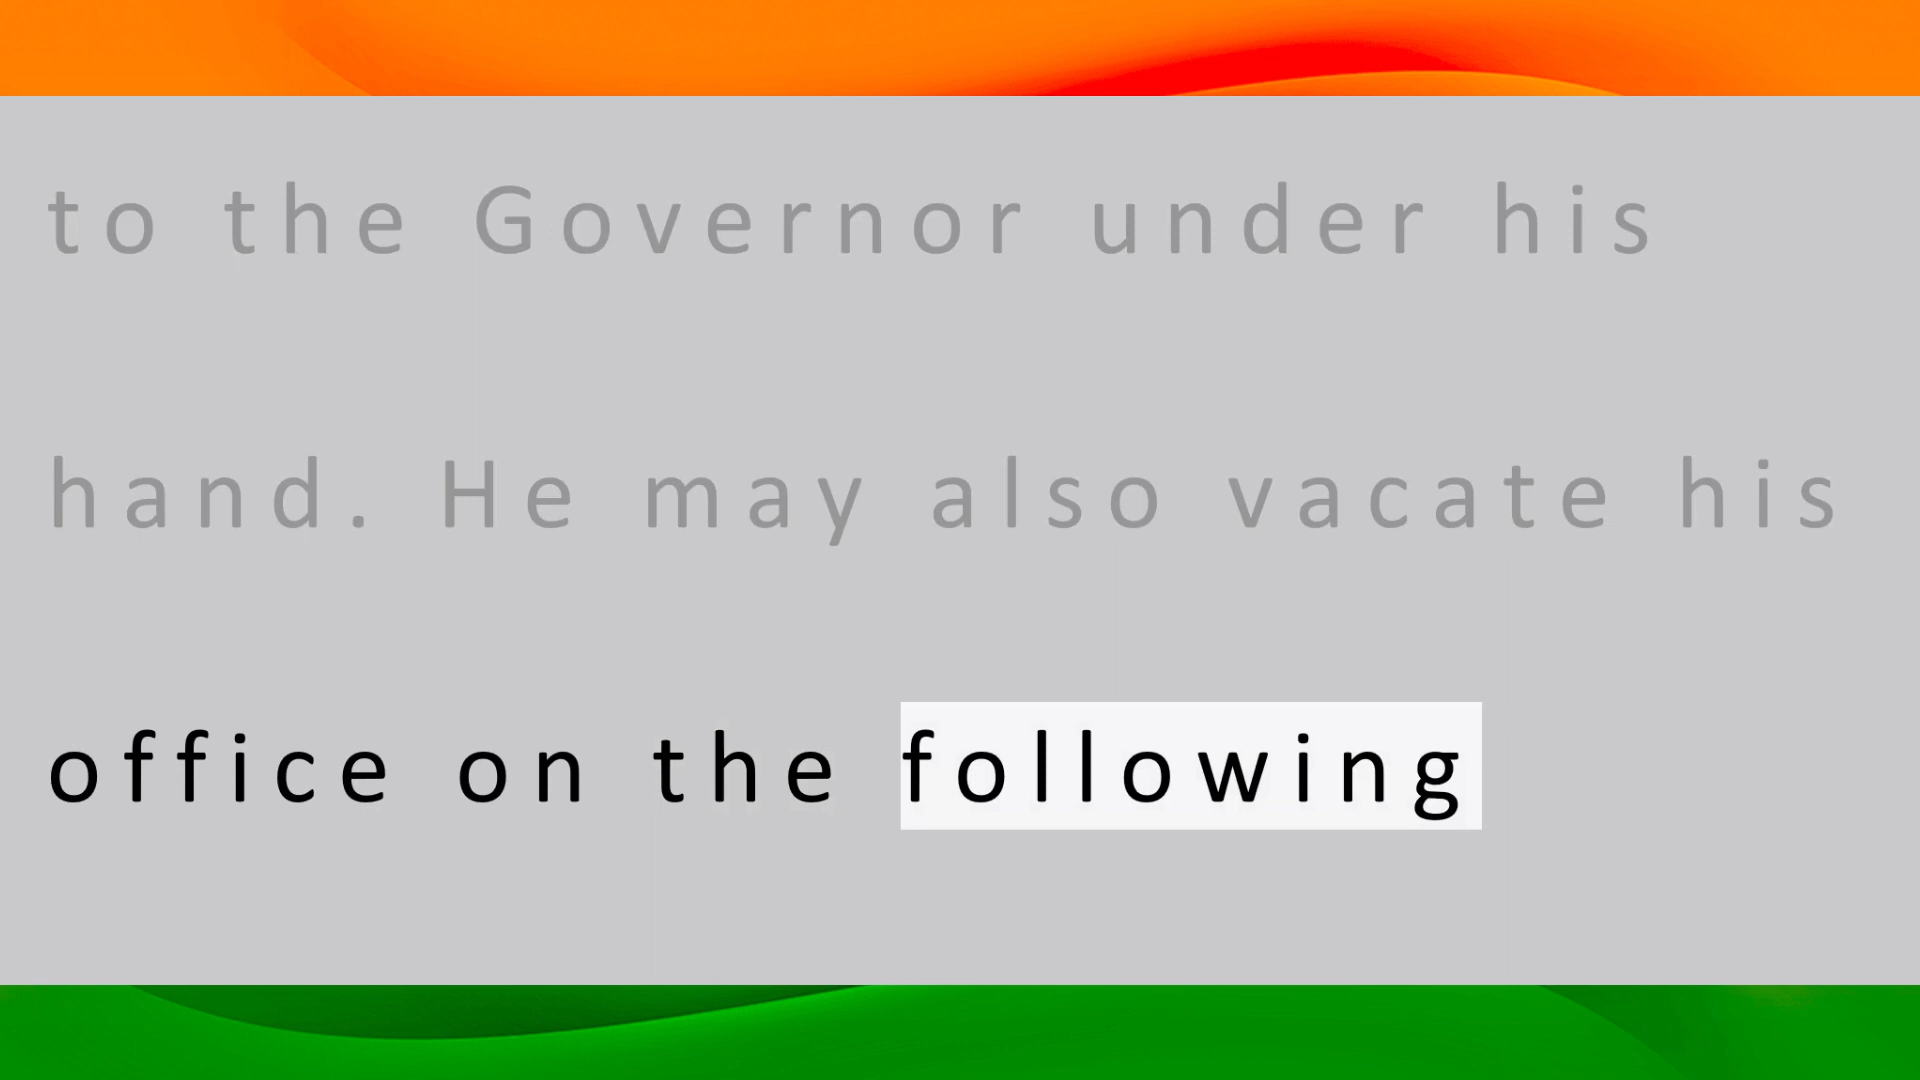 to the Governor under his
hand. He may also vacate his
office on the following